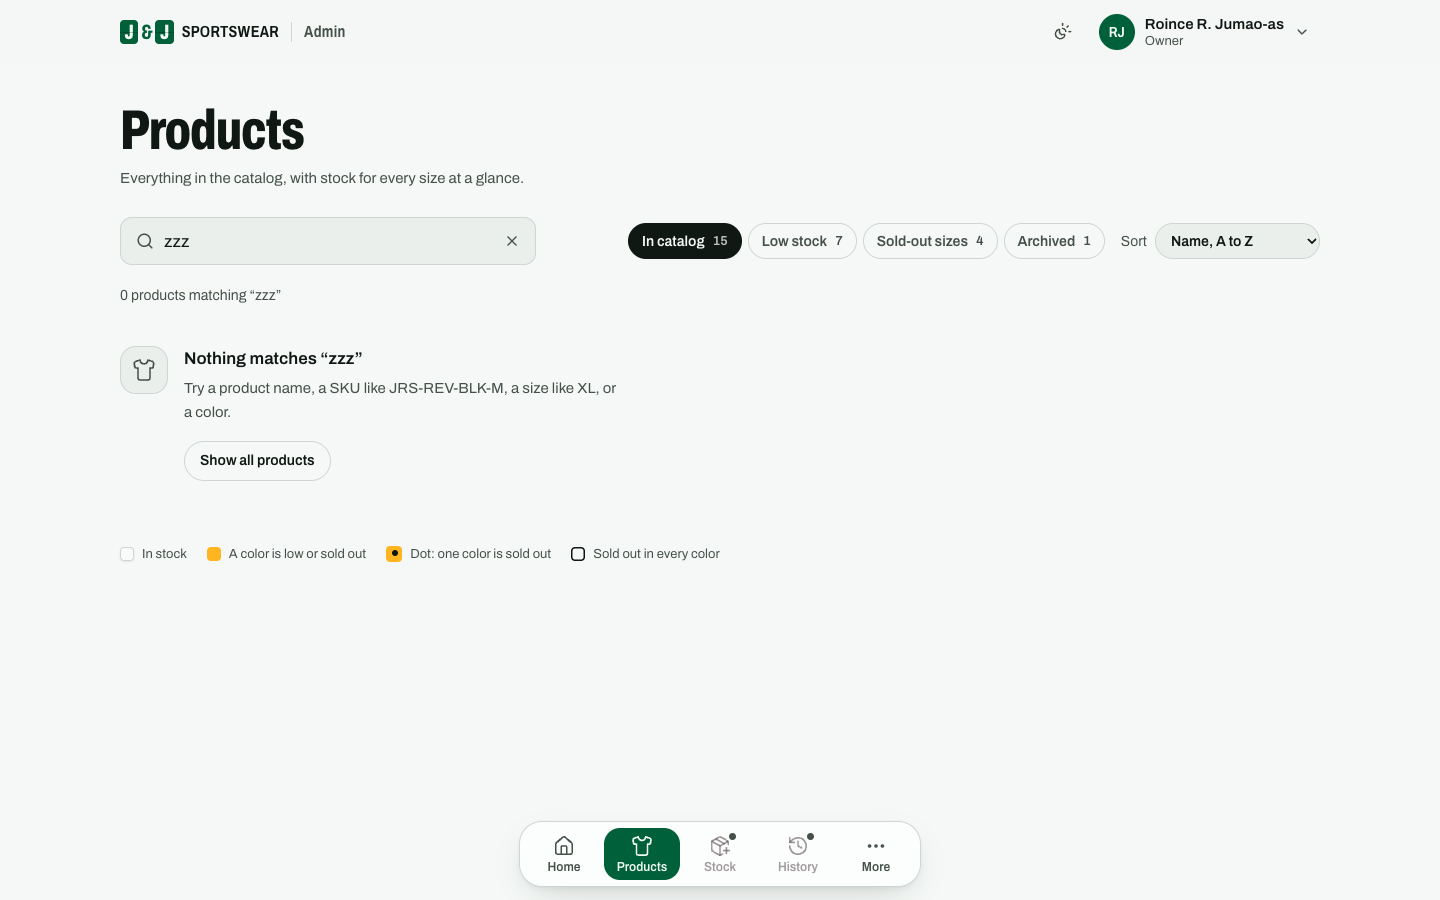 J & J SPORTSWEAR Admin
RJ
Roince R. Jumao-as
Owner
Products
Everything in the catalog, with stock for every size at a glance.
zzz
In catalog 15
Low stock 7
Sold-out sizes 4
Archived 1
Sort
Name, A to Z
0 products matching “zzz”
Nothing matches “zzz”
Try a product name, a SKU like JRS-REV-BLK-M, a size like XL, or
a color.
Show all products
In stock
A color is low or sold out
Dot: one color is sold out
Sold out in every color
Home
Products
Stock
History
More